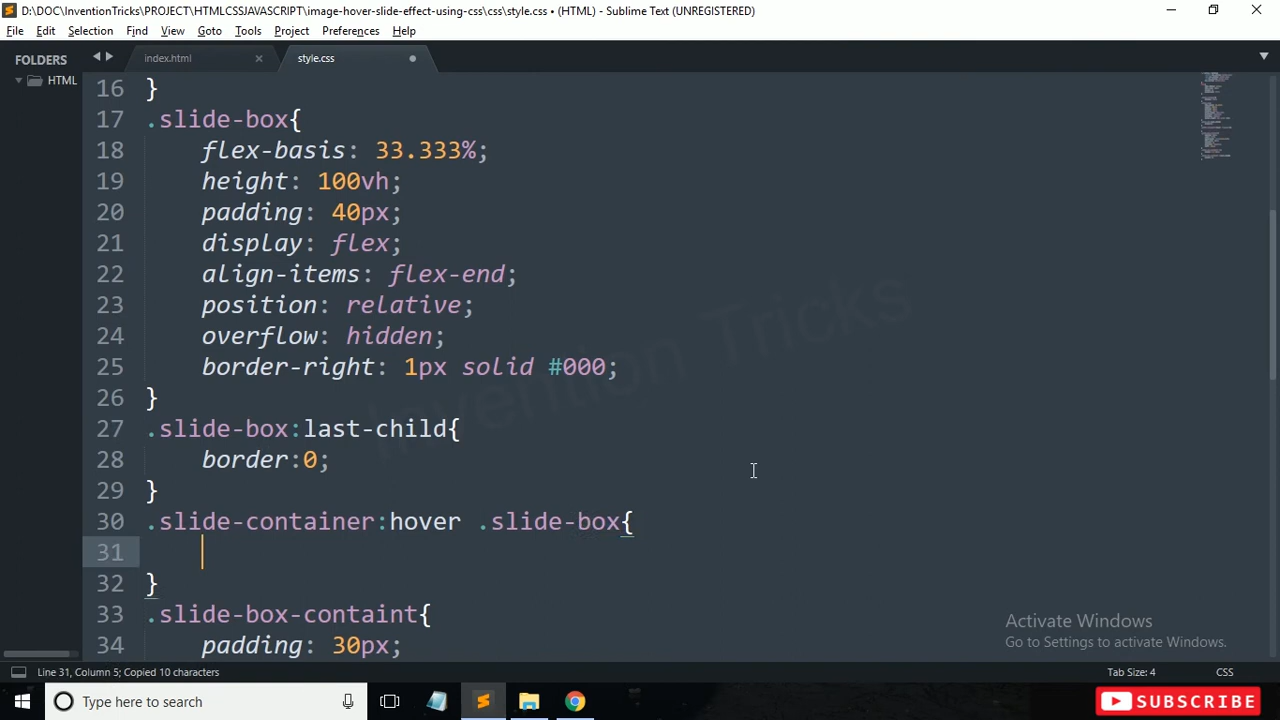 D:\DOC\InventionTricks\PROJECT\HTMLCSSJAVASCRIPT\image-hover-slide-effect-using-css\css\style.css • (HTML) - Sublime Text (UNREGISTERED)
File Edit Selection Find View Goto Tools Project Preferences Help
FOLDERS
HTML
index.html
style.css
16 }
17 .slide-box{
18 flex-basis: 33.333%;
19 height: 100vh;
20 padding: 40px;
21 display: flex;
22 align-items: flex-end;
23 position: relative;
24 overflow: hidden;
25 border-right: 1px solid #000;
26 }
27 .slide-box:last-child{
28 border:0;
29 }
30 .slide-container:hover .slide-box{
31
32 }
33 .slide-box-containt{
34 padding: 30px;
Invention Tricks
Activate Windows
Go to Settings to activate Windows.
Line 31, Column 5; Copied 10 characters
Tab Size: 4
CSS
Type here to search
SUBSCRIBE